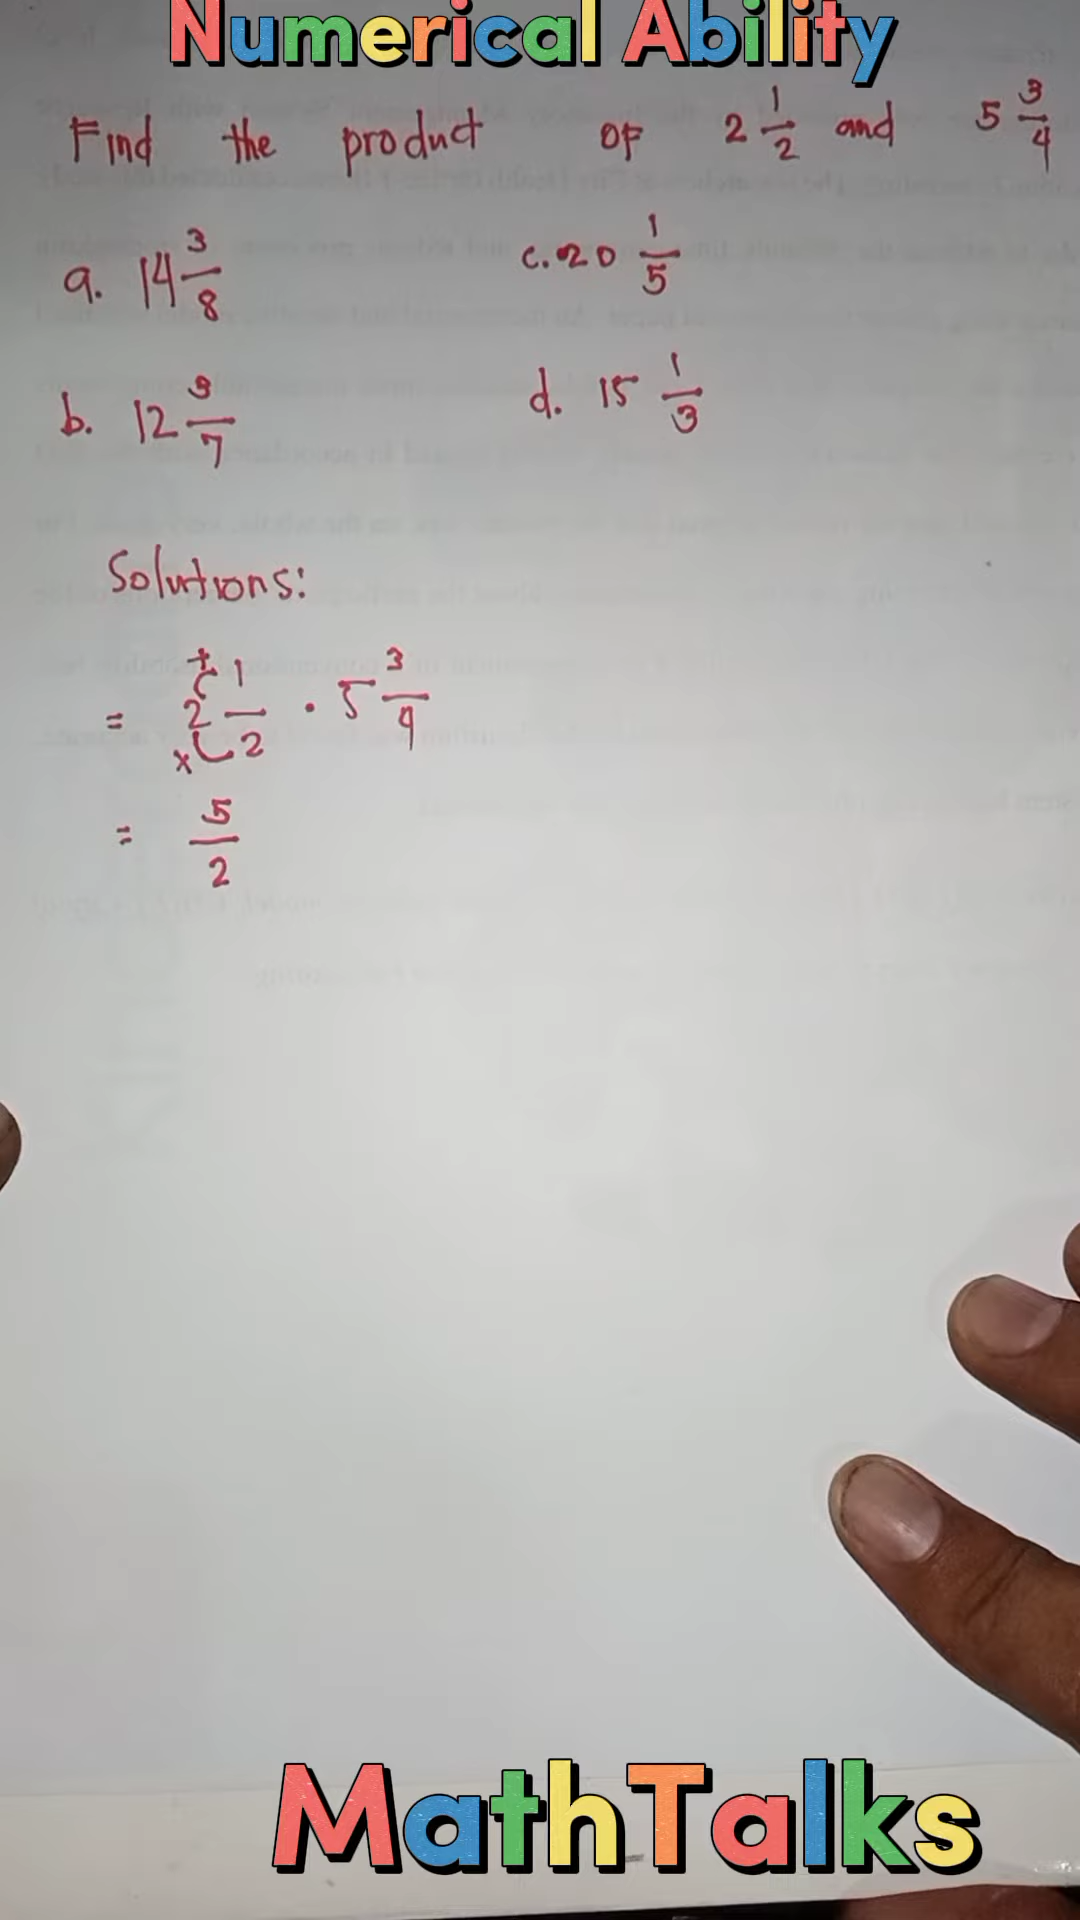 Numerical Ability
Find the product of 2 1/2 and 5 3/4
a. 14 3/8
c. 20 1/5
b. 12 3/7
d. 15 1/3
Solutions:
= 2 1/2 · 5 3/4
+
x
= 5/2
MathTalks